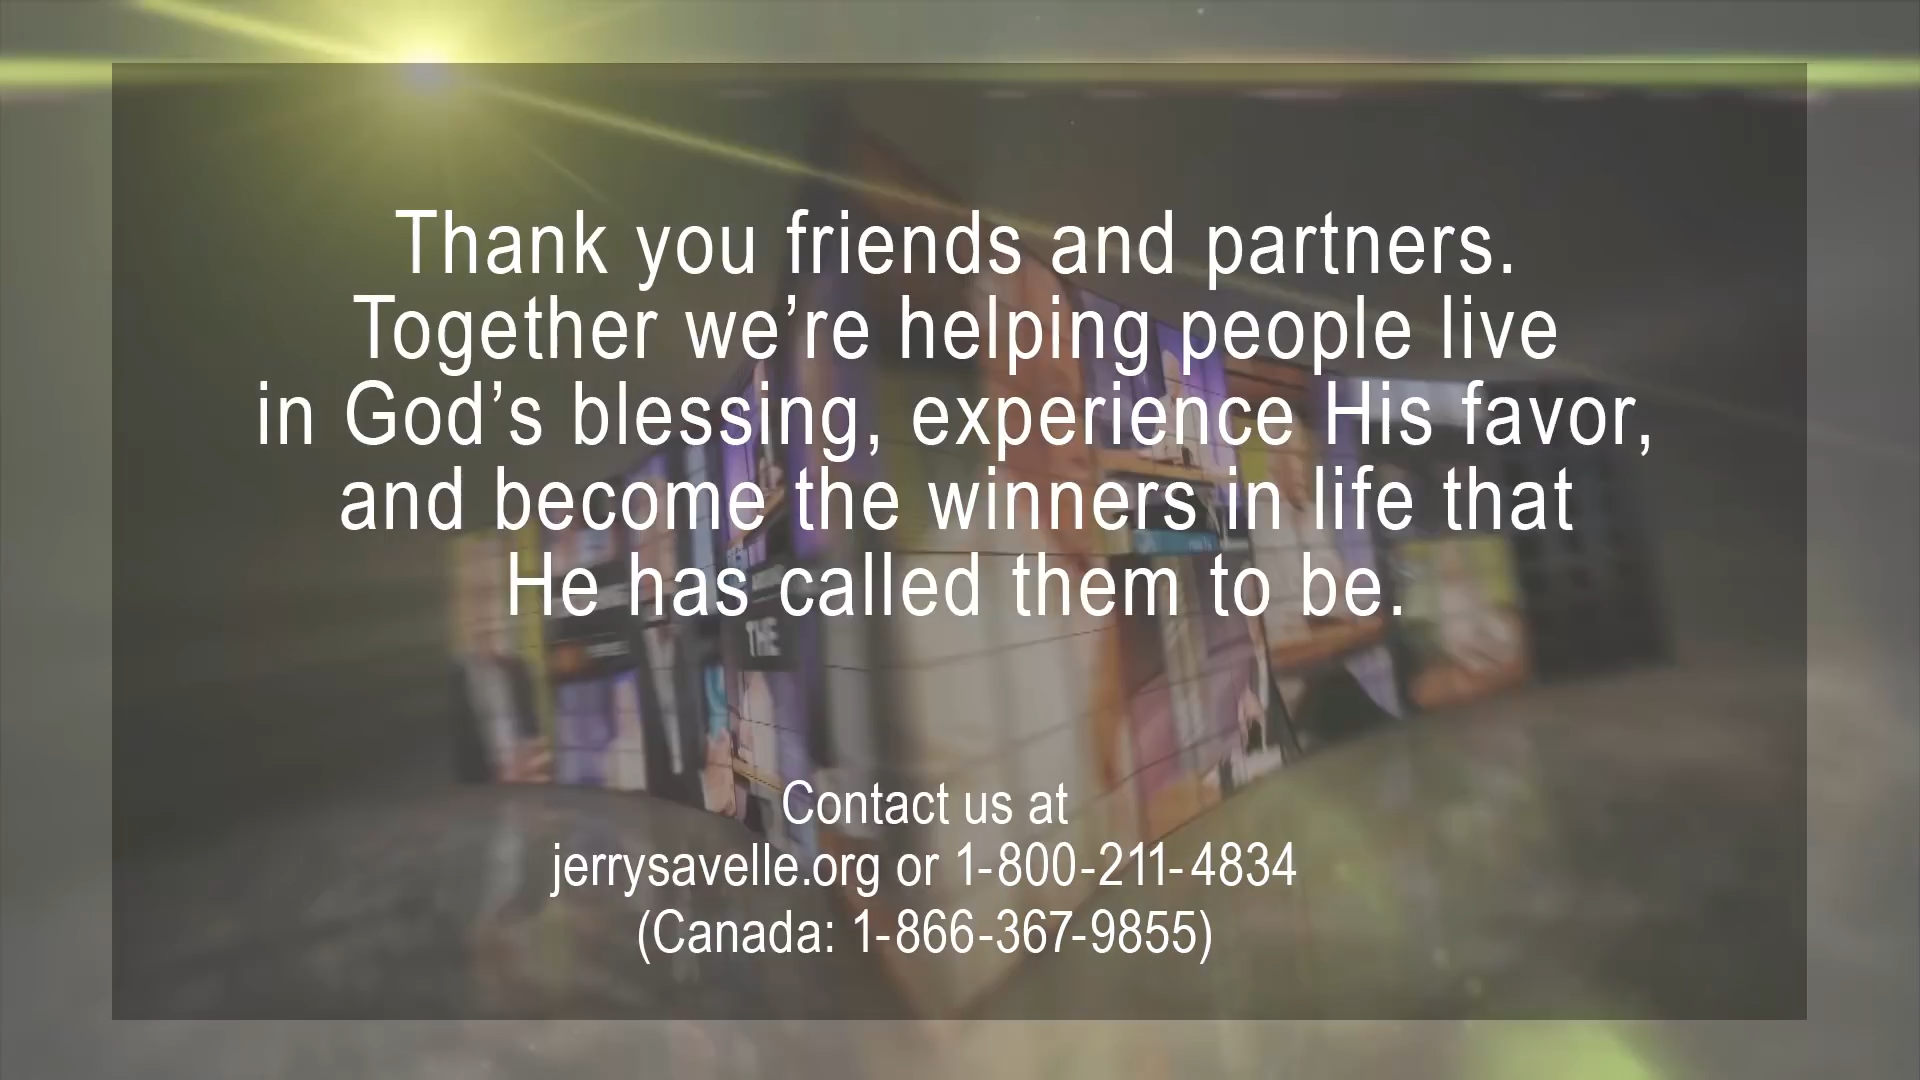 Thank you friends and partners.
Together we’re helping people live
in God’s blessing, experience His favor,
and become the winners in life that
He has called them to be.
THE
Contact us at
jerrysavelle.org or 1-800-211-4834
(Canada: 1-866-367-9855)